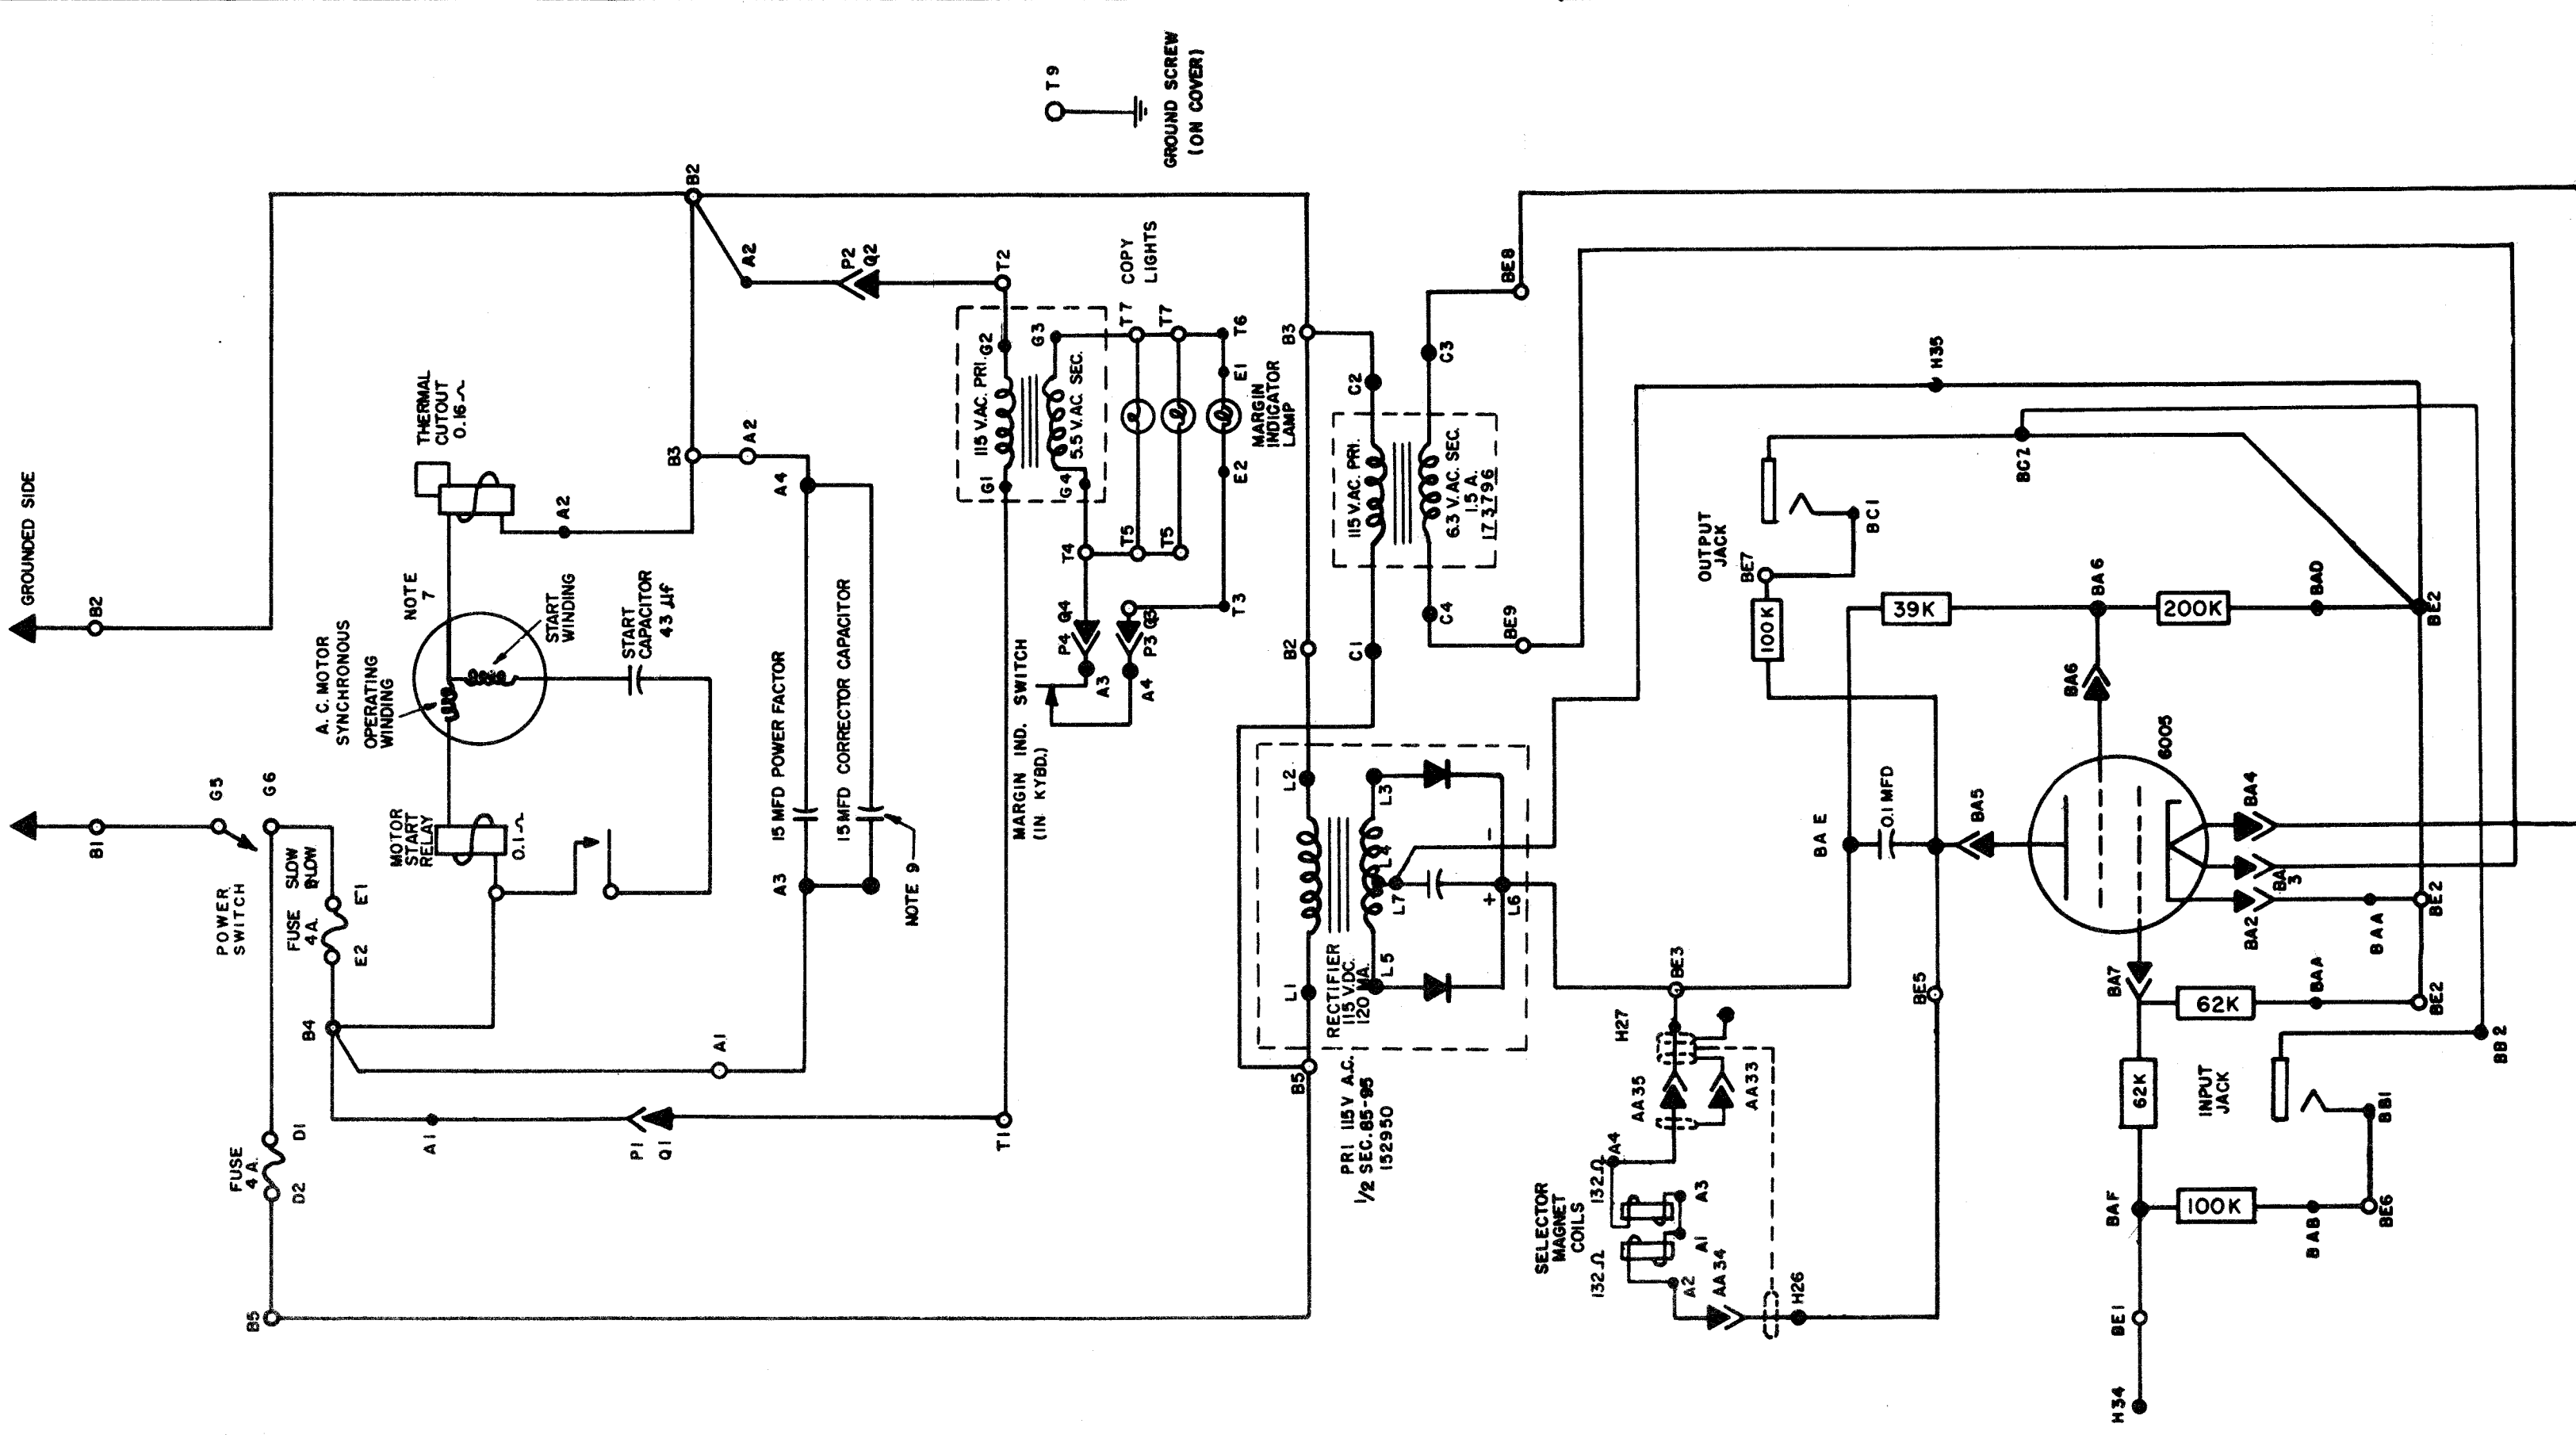 GROUNDED SIDE
B2
B1
G5
G6
POWER
SWITCH
SLOW
BLOW
FUSE
4A
E1
E2
B4
D1
FUSE
4 A.
D2
B5
A.C. MOTOR
SYNCHRONOUS
OPERATING
WINDING
NOTE
7
START
WINDING
START
CAPACITOR
43 µf
THERMAL
CUTOUT
0.16
A2
MOTOR
START
RELAY
0.1
B2
B3
A2
A4
A2
P2
Q2
T2
15 MFD POWER FACTOR
15 MFD CORRECTOR CAPACITOR
A3
NOTE 9
A1
A1
P1
Q1
T1
T9
GROUND SCREW
(ON COVER)
115 V.AC. PRI.
G2
G1
G3
5.5 V.AC. SEC.
G4
COPY
LIGHTS
T7
T7
T6
E1
MARGIN
INDICATOR
LAMP
E2
T4
T5
T5
T3
P4 Q4
P3 Q3
A3
A4
MARGIN IND. SWITCH
(IN KYBD.)
B3
C2
115 V.AC. PRI.
6.3 V.AC. SEC.
1.5 A.
173796
C3
C4
C1
BE8
BE9
B2
L2
L3
L4
L7
L6
+
-
L5
L1
RECTIFIER
115 V.DC.
120 MA.
B5
PRI 115 V A.C.
1/2 SEC. 85-95
152950
SELECTOR
MAGNET
COILS
132Ω
132Ω
A4
A3
A1
A2
AA34
AA35
AA33
H27
H26
BE3
BE5
OUTPUT
JACK
BE7
100K
BC1
H35
39K
BA6
200K
BAD
BE2
BA6
BAE
0.1 MFD
BA5
6005
BA4
BA3
BA2
BAA
BE2
BA7
62K
BAA
BE2
BB2
62K
INPUT
JACK
BB1
BAF
100K
BAB
BE6
BE1
H34